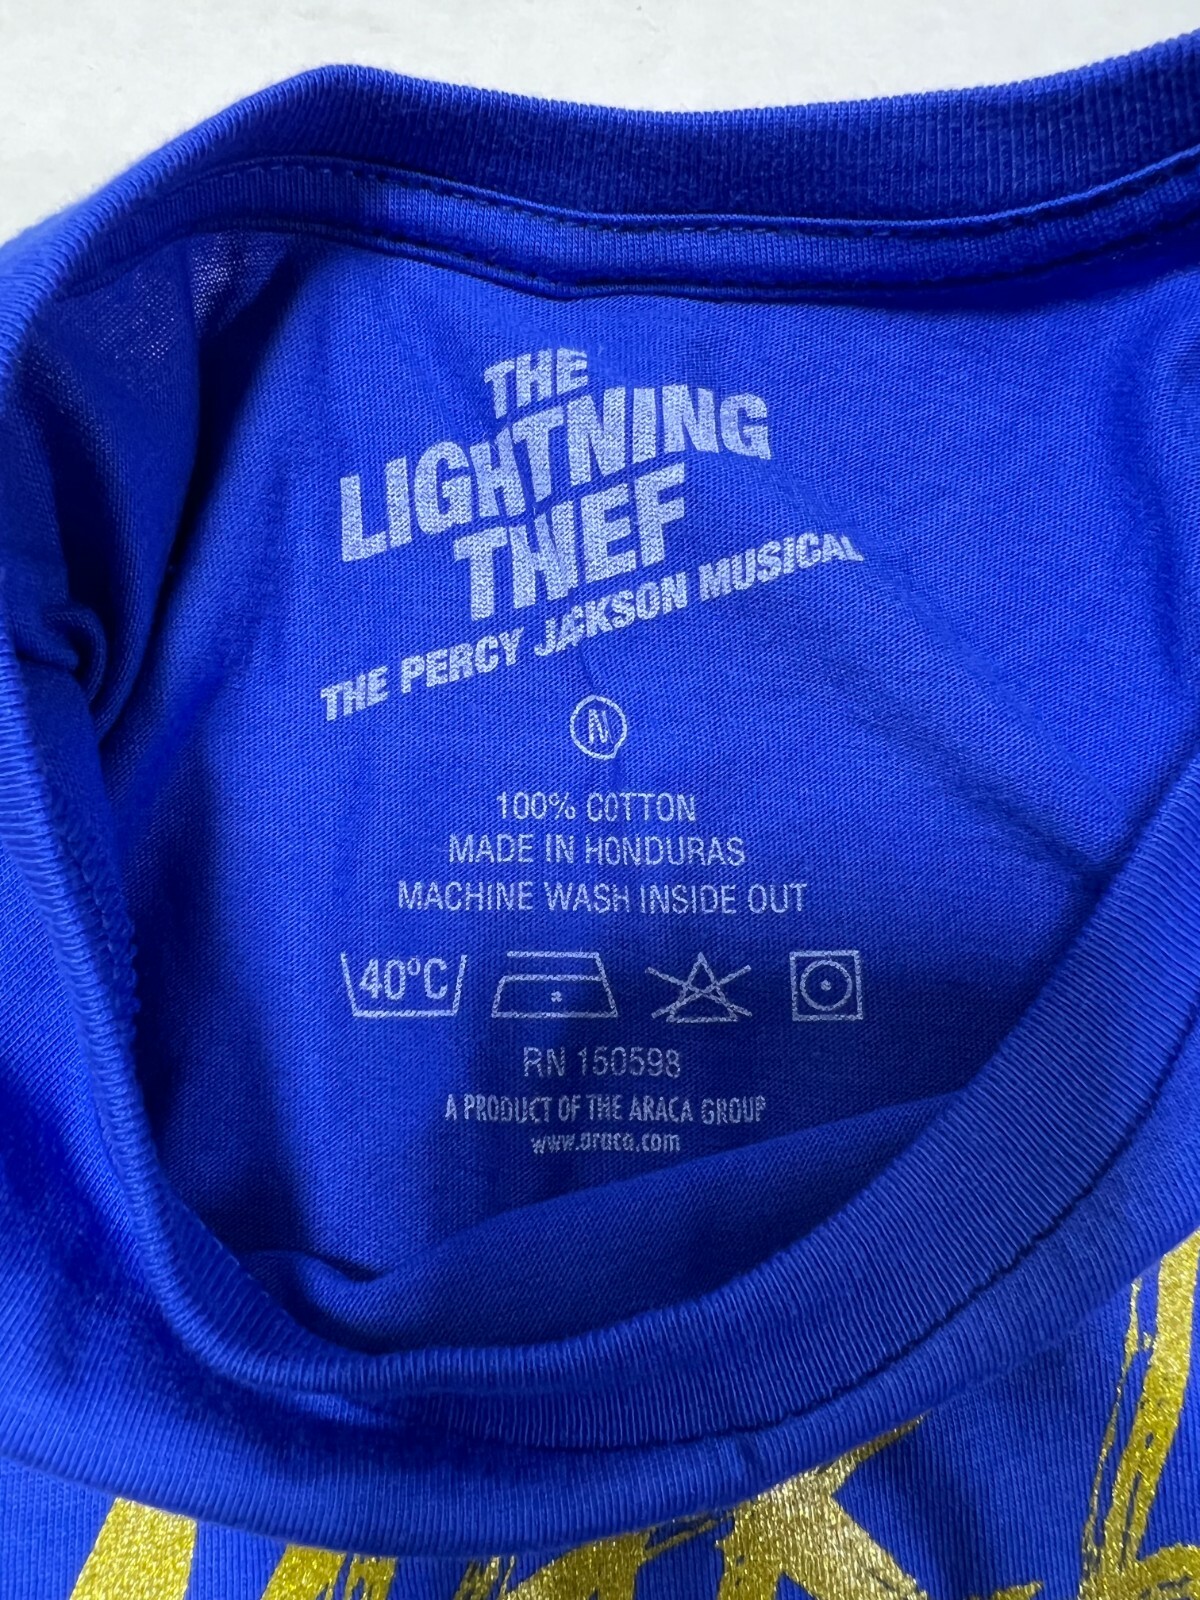 THE
LIGHTNING
THIEF
THE PERCY JACKSON MUSICAL
100% COTTON
MADE IN HONDURAS
MACHINE WASH INSIDE OUT
40°C
RN 150598
A PRODUCT OF THE ARACA GROUP
www.araca.com